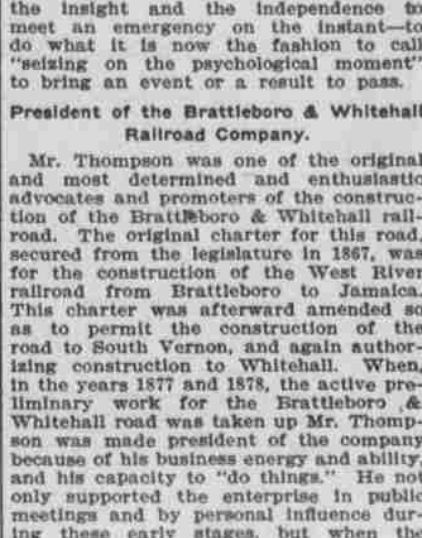 the insight and the independence to
meet an emergency on the instant—to
do what it is now the fashion to call
"seizing on the psychological moment"
to bring an event or a result to pass.
President of the Brattleboro & Whitehall
Railroad Company.
Mr. Thompson was one of the original
and most determined and enthusiastic
advocates and promoters of the construc-
tion of the Brattleboro & Whitehall rail-
road. The original charter for this road,
secured from the legislature in 1867, was
for the construction of the West River
railroad from Brattleboro to Jamaica.
This charter was afterward amended so
as to permit the construction of the
road to South Vernon, and again author-
izing construction to Whitehall. When,
in the years 1877 and 1878, the active pre-
liminary work for the Brattleboro &
Whitehall road was taken up Mr. Thomp-
son was made president of the company
because of his business energy and ability,
and his capacity to "do things." He not
only supported the enterprise in public
meetings and by personal influence dur-
ing these early stages, but when the